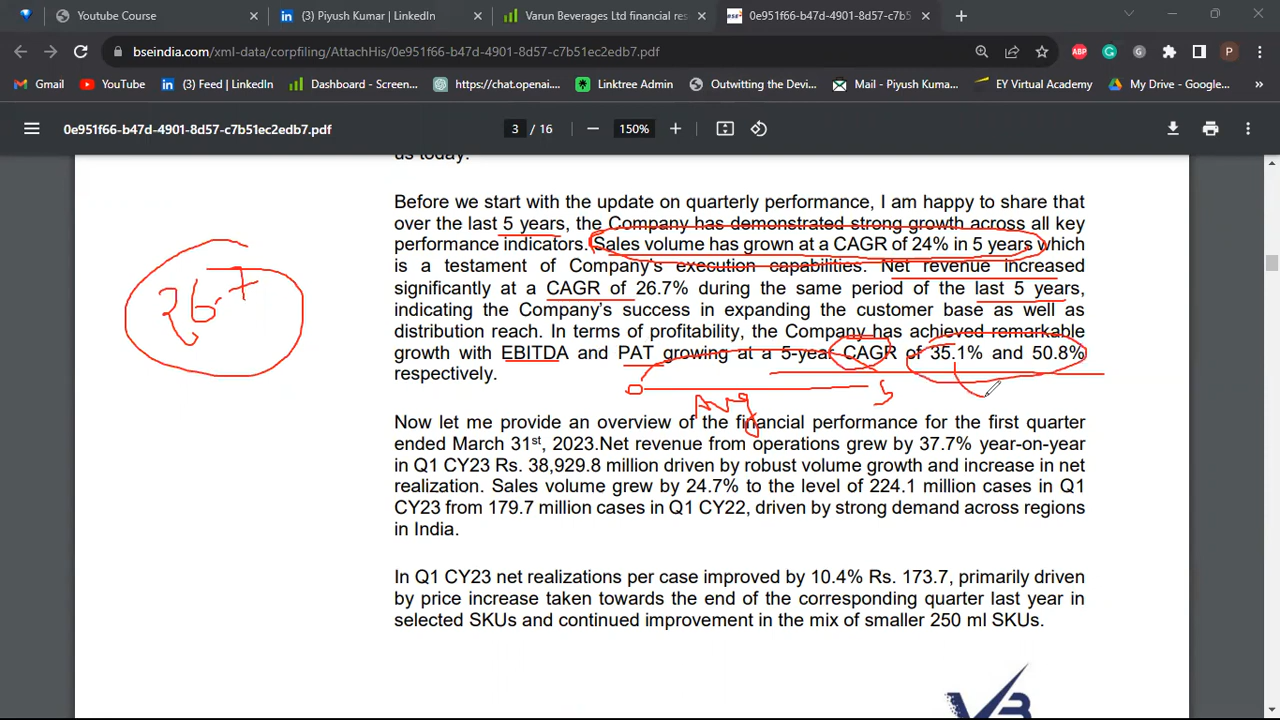 Youtube Course
(3) Piyush Kumar | LinkedIn
Varun Beverages Ltd financial res
0e951f66-b47d-4901-8d57-c7b5
bseindia.com/xml-data/corpfiling/AttachHis/0e951f66-b47d-4901-8d57-c7b51ec2edb7.pdf
ABP
G
P
Gmail
YouTube
(3) Feed | LinkedIn
Dashboard - Screen...
https://chat.openai....
Linktree Admin
Outwitting the Devi...
Mail - Piyush Kuma...
EY Virtual Academy
My Drive - Google...
0e951f66-b47d-4901-8d57-c7b51ec2edb7.pdf
3 / 16
150%
us today.
Before we start with the update on quarterly performance, I am happy to share that
over the last 5 years, the Company has demonstrated strong growth across all key
performance indicators. Sales volume has grown at a CAGR of 24% in 5 years which
is a testament of Company's execution capabilities. Net revenue increased
significantly at a CAGR of 26.7% during the same period of the last 5 years,
indicating the Company's success in expanding the customer base as well as
distribution reach. In terms of profitability, the Company has achieved remarkable
growth with EBITDA and PAT growing at a 5-year CAGR of 35.1% and 50.8%
respectively.
26.7
0
5
Avg
Now let me provide an overview of the financial performance for the first quarter
ended March 31st, 2023.Net revenue from operations grew by 37.7% year-on-year
in Q1 CY23 Rs. 38,929.8 million driven by robust volume growth and increase in net
realization. Sales volume grew by 24.7% to the level of 224.1 million cases in Q1
CY23 from 179.7 million cases in Q1 CY22, driven by strong demand across regions
in India.
In Q1 CY23 net realizations per case improved by 10.4% Rs. 173.7, primarily driven
by price increase taken towards the end of the corresponding quarter last year in
selected SKUs and continued improvement in the mix of smaller 250 ml SKUs.